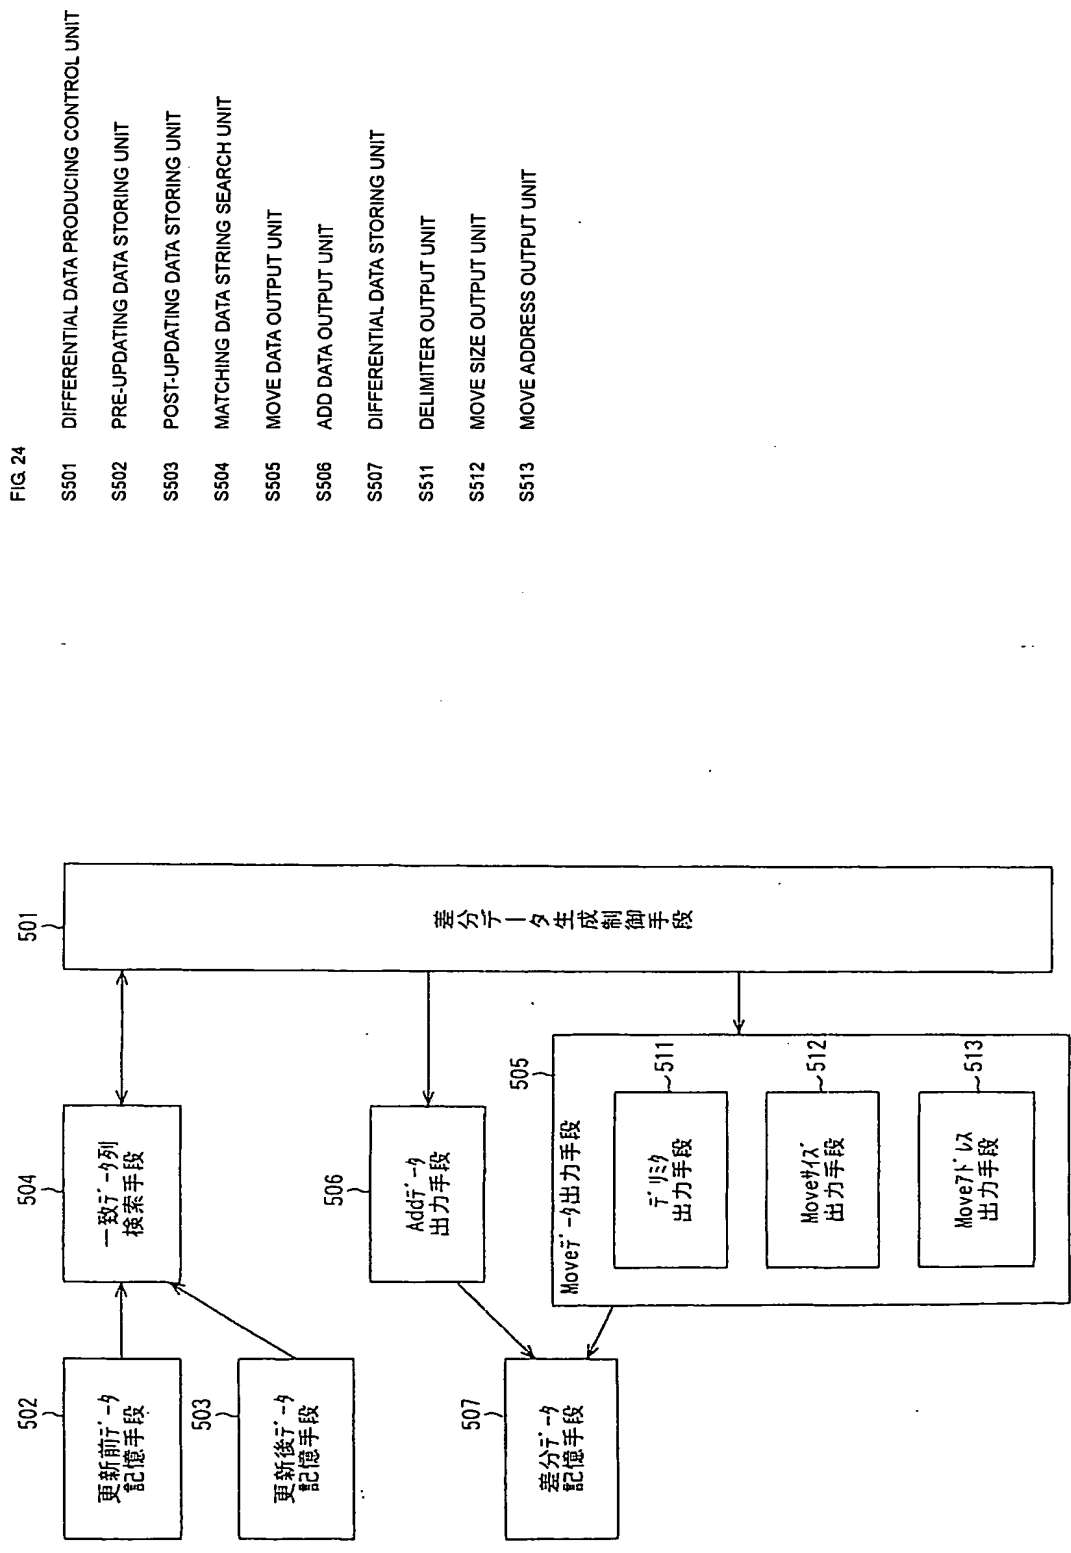 FIG. 24
S501 DIFFERENTIAL DATA PRODUCING CONTROL UNIT
S502 PRE-UPDATING DATA STORING UNIT
S503 POST-UPDATING DATA STORING UNIT
S504 MATCHING DATA STRING SEARCH UNIT
S505 MOVE DATA OUTPUT UNIT
S506 ADD DATA OUTPUT UNIT
S507 DIFFERENTIAL DATA STORING UNIT
S511 DELIMITER OUTPUT UNIT
S512 MOVE SIZE OUTPUT UNIT
S513 MOVE ADDRESS OUTPUT UNIT
502
更新前データ
記憶手段
504
一致データ列
検索手段
501
差分データ生成制御手段
503
更新後データ
記憶手段
506
Addデータ
出力手段
507
差分データ
記憶手段
505
Moveデータ出力手段
デリミタ
出力手段
511
Moveサイズ
出力手段
512
Moveアドレス
出力手段
513